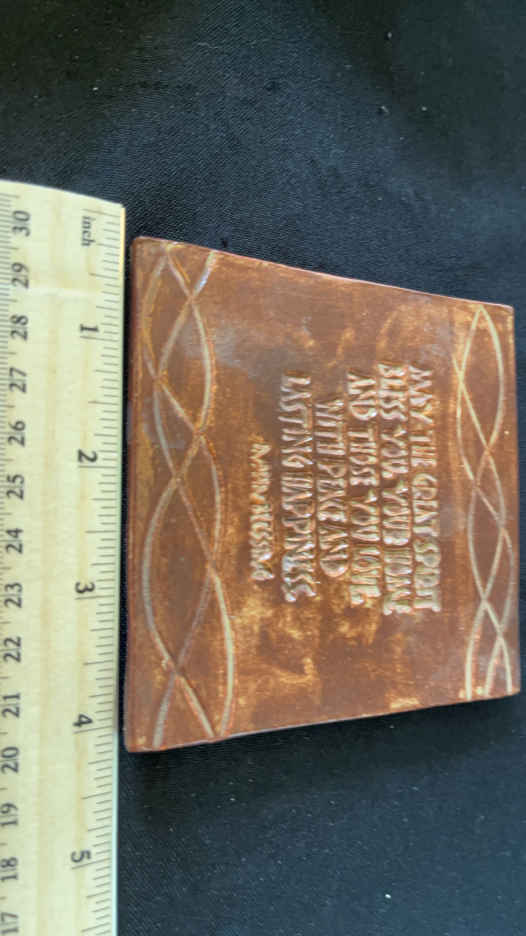 MAY THE GREAT SPIRIT
BLESS YOU, YOUR HOME
AND THOSE YOU LOVE
WITH PEACE AND
LASTING HAPPINESS
BLESSING
inch
1
2
3
4
5
30
29
28
27
26
25
24
23
22
21
20
19
18
17